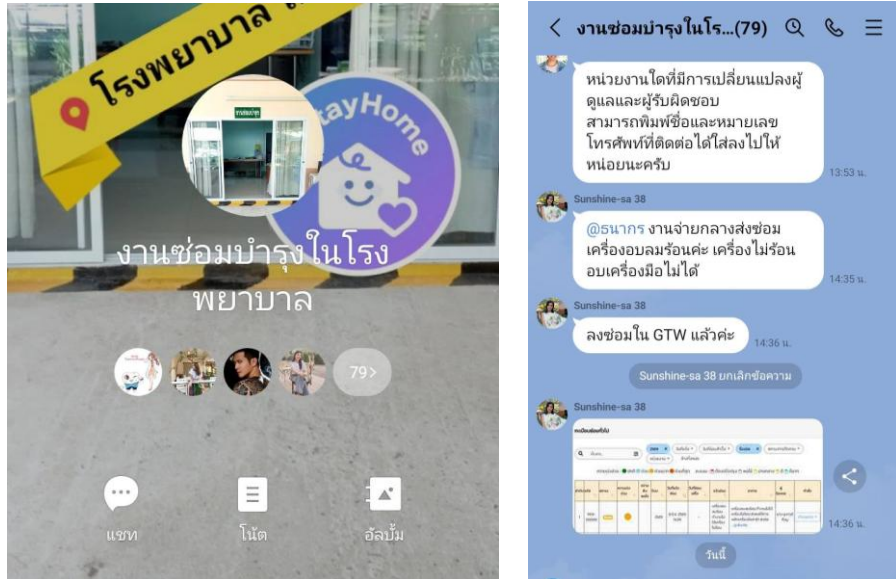 โรงพยาบาล
StayHome
งานซ่อมบำรุง
งานซ่อมบำรุงในโรง
พยาบาล
79>
แชท
โน้ต
อัลบั้ม
งานซ่อมบำรุงในโร...(79)
หน่วยงานใดที่มีการเปลี่ยนแปลงผู้
ดูแลและผู้รับผิดชอบ
สามารถพิมพ์ชื่อและหมายเลข
โทรศัพท์ที่ติดต่อได้ใส่ลงไปให้
หน่อยนะครับ
13:53 น.
Sunshine-sa 38
@ธนากร งานจ่ายกลางส่งซ่อม
เครื่องอบลมร้อนค่ะ เครื่องไม่ร้อน
อบเครื่องมือไม่ได้
14:35 น.
Sunshine-sa 38
ลงซ่อมใน GTW แล้วค่ะ
14:36 น.
Sunshine-sa 38 ยกเลิกข้อความ
Sunshine-sa 38
14:36 น.
วันนี้